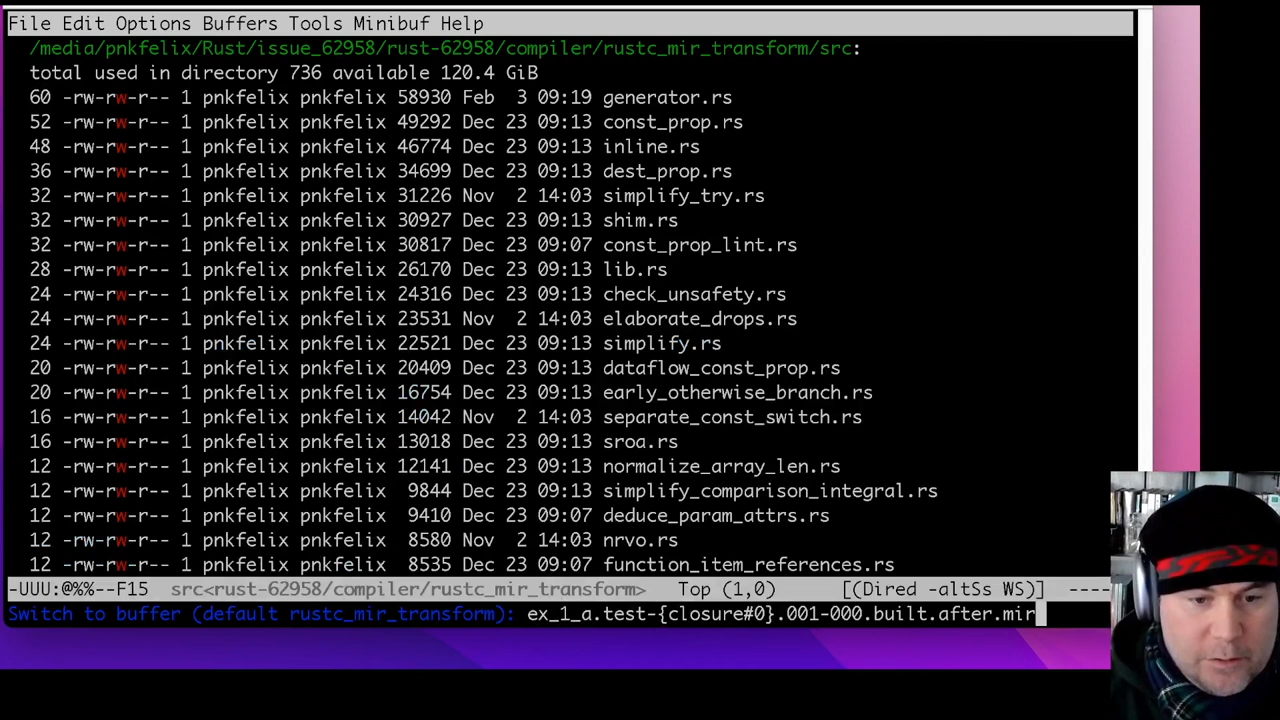 File Edit Options Buffers Tools Minibuf Help
/media/pnkfelix/Rust/issue_62958/rust-62958/compiler/rustc_mir_transform/src:
total used in directory 736 available 120.4 GiB
60 -rw-rw-r-- 1 pnkfelix pnkfelix 58930 Feb  3 09:19 generator.rs
52 -rw-rw-r-- 1 pnkfelix pnkfelix 49292 Dec 23 09:13 const_prop.rs
48 -rw-rw-r-- 1 pnkfelix pnkfelix 46774 Dec 23 09:13 inline.rs
36 -rw-rw-r-- 1 pnkfelix pnkfelix 34699 Dec 23 09:13 dest_prop.rs
32 -rw-rw-r-- 1 pnkfelix pnkfelix 31226 Nov  2 14:03 simplify_try.rs
32 -rw-rw-r-- 1 pnkfelix pnkfelix 30927 Dec 23 09:13 shim.rs
32 -rw-rw-r-- 1 pnkfelix pnkfelix 30817 Dec 23 09:07 const_prop_lint.rs
28 -rw-rw-r-- 1 pnkfelix pnkfelix 26170 Dec 23 09:13 lib.rs
24 -rw-rw-r-- 1 pnkfelix pnkfelix 24316 Dec 23 09:13 check_unsafety.rs
24 -rw-rw-r-- 1 pnkfelix pnkfelix 23531 Nov  2 14:03 elaborate_drops.rs
24 -rw-rw-r-- 1 pnkfelix pnkfelix 22521 Dec 23 09:13 simplify.rs
20 -rw-rw-r-- 1 pnkfelix pnkfelix 20409 Dec 23 09:13 dataflow_const_prop.rs
20 -rw-rw-r-- 1 pnkfelix pnkfelix 16754 Dec 23 09:13 early_otherwise_branch.rs
16 -rw-rw-r-- 1 pnkfelix pnkfelix 14042 Nov  2 14:03 separate_const_switch.rs
16 -rw-rw-r-- 1 pnkfelix pnkfelix 13018 Dec 23 09:13 sroa.rs
12 -rw-rw-r-- 1 pnkfelix pnkfelix 12141 Dec 23 09:13 normalize_array_len.rs
12 -rw-rw-r-- 1 pnkfelix pnkfelix  9844 Dec 23 09:13 simplify_comparison_integral.rs
12 -rw-rw-r-- 1 pnkfelix pnkfelix  9410 Dec 23 09:07 deduce_param_attrs.rs
12 -rw-rw-r-- 1 pnkfelix pnkfelix  8580 Nov  2 14:03 nrvo.rs
12 -rw-rw-r-- 1 pnkfelix pnkfelix  8535 Dec 23 09:07 function_item_references.rs
-UUU:@%%--F15  src<rust-62958/compiler/rustc_mir_transform>   Top (1,0)    [(Dired -altSs WS)] ----
Switch to buffer (default rustc_mir_transform): ex_1_a.test-{closure#0}.001-000.built.after.mir